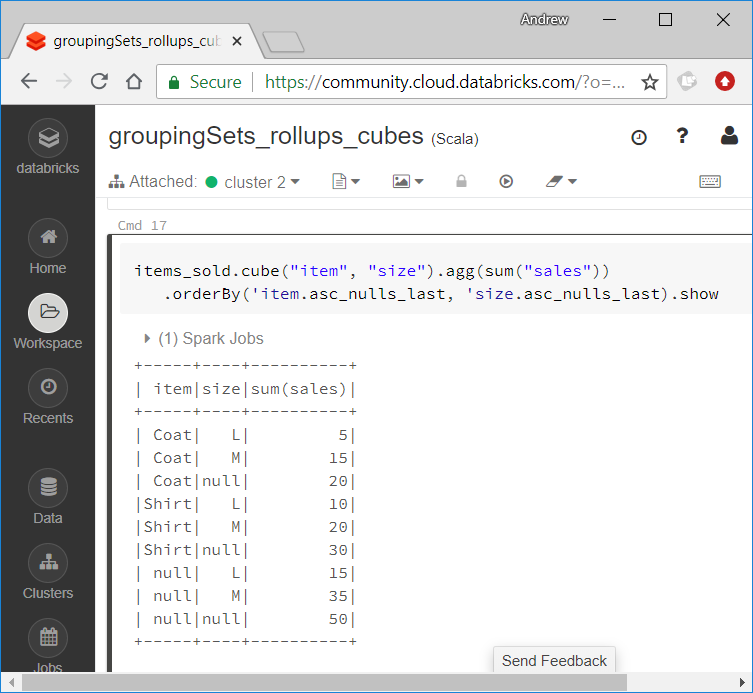 Andrew
groupingSets_rollups_cub
Secure https://community.cloud.databricks.com/?o=...
databricks
groupingSets_rollups_cubes (Scala)
Attached: cluster 2
Home
Workspace
Recents
Data
Clusters
Jobs
Cmd 17
items_sold.cube("item", "size").agg(sum("sales"))
.orderBy('item.asc_nulls_last, 'size.asc_nulls_last).show
(1) Spark Jobs
+-----+----+----------+
| item|size|sum(sales)|
+-----+----+----------+
| Coat|   L|         5|
| Coat|   M|        15|
| Coat|null|        20|
|Shirt|   L|        10|
|Shirt|   M|        20|
|Shirt|null|        30|
| null|   L|        15|
| null|   M|        35|
| null|null|        50|
+-----+----+----------+
Send Feedback